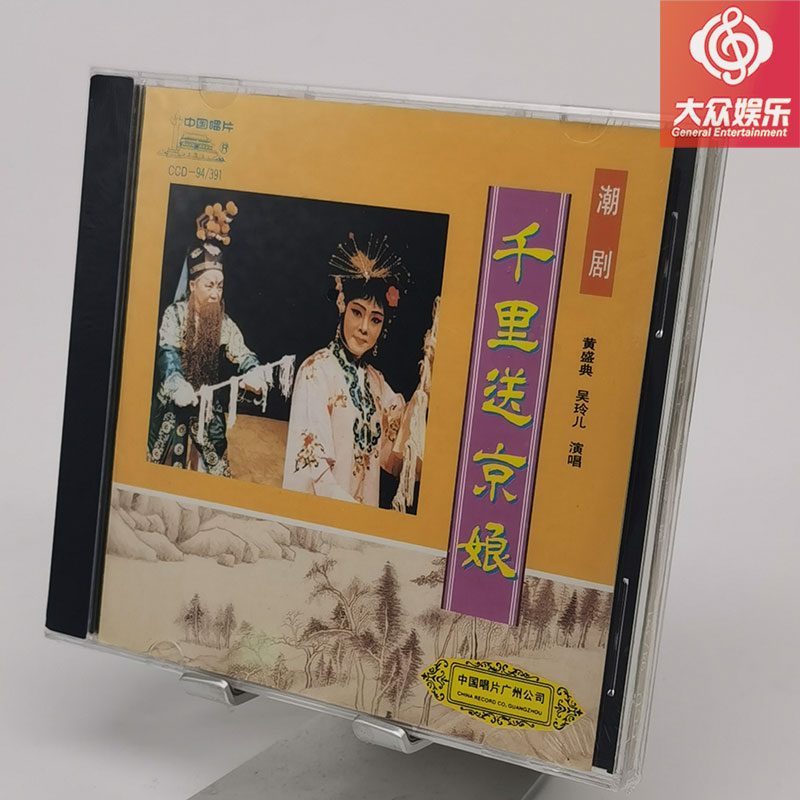 大众娱乐
General Entertainment
中国唱片
CCD-94/391
潮剧
千里送京娘
黄盛典 吴玲儿 演唱
中国唱片广州公司
CHINA RECORD CO, GUANGZHOU